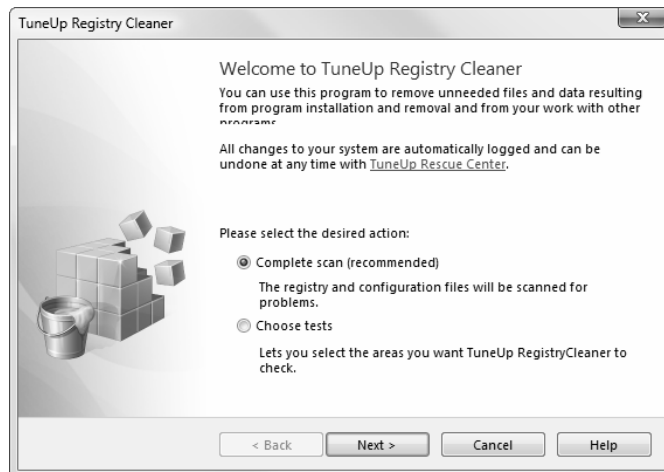 TuneUp Registry Cleaner
X
Welcome to TuneUp Registry Cleaner
You can use this program to remove unneeded files and data resulting
from program installation and removal and from your work with other
programs.
All changes to your system are automatically logged and can be
undone at any time with TuneUp Rescue Center.
Please select the desired action:
Complete scan (recommended)
The registry and configuration files will be scanned for
problems.
Choose tests
Lets you select the areas you want TuneUp RegistryCleaner to
check.
< Back
Next >
Cancel
Help